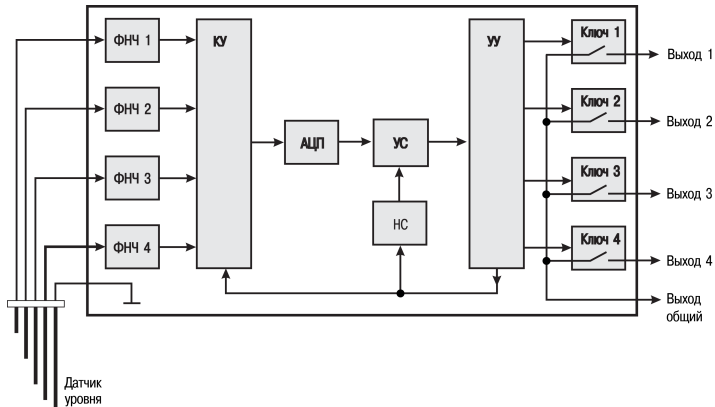 ФНЧ 1
КУ
УУ
Ключ 1
Выход 1
ФНЧ 2
Ключ 2
Выход 2
АЦП
УС
ФНЧ 3
Ключ 3
Выход 3
НС
ФНЧ 4
Ключ 4
Выход 4
Выход
общий
Датчик
уровня